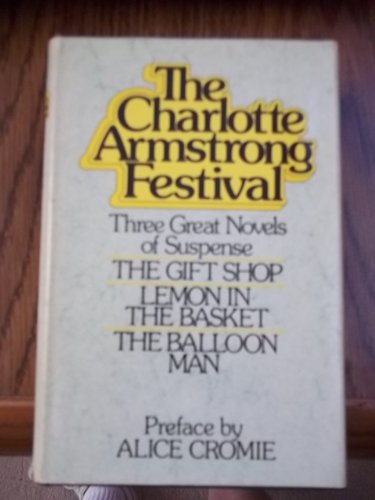 The
Charlotte
Armstrong
Festival
Three Great Novels
of Suspense
THE GIFT SHOP
LEMON IN
THE BASKET
THE BALLOON
MAN
Preface by
ALICE CROMIE